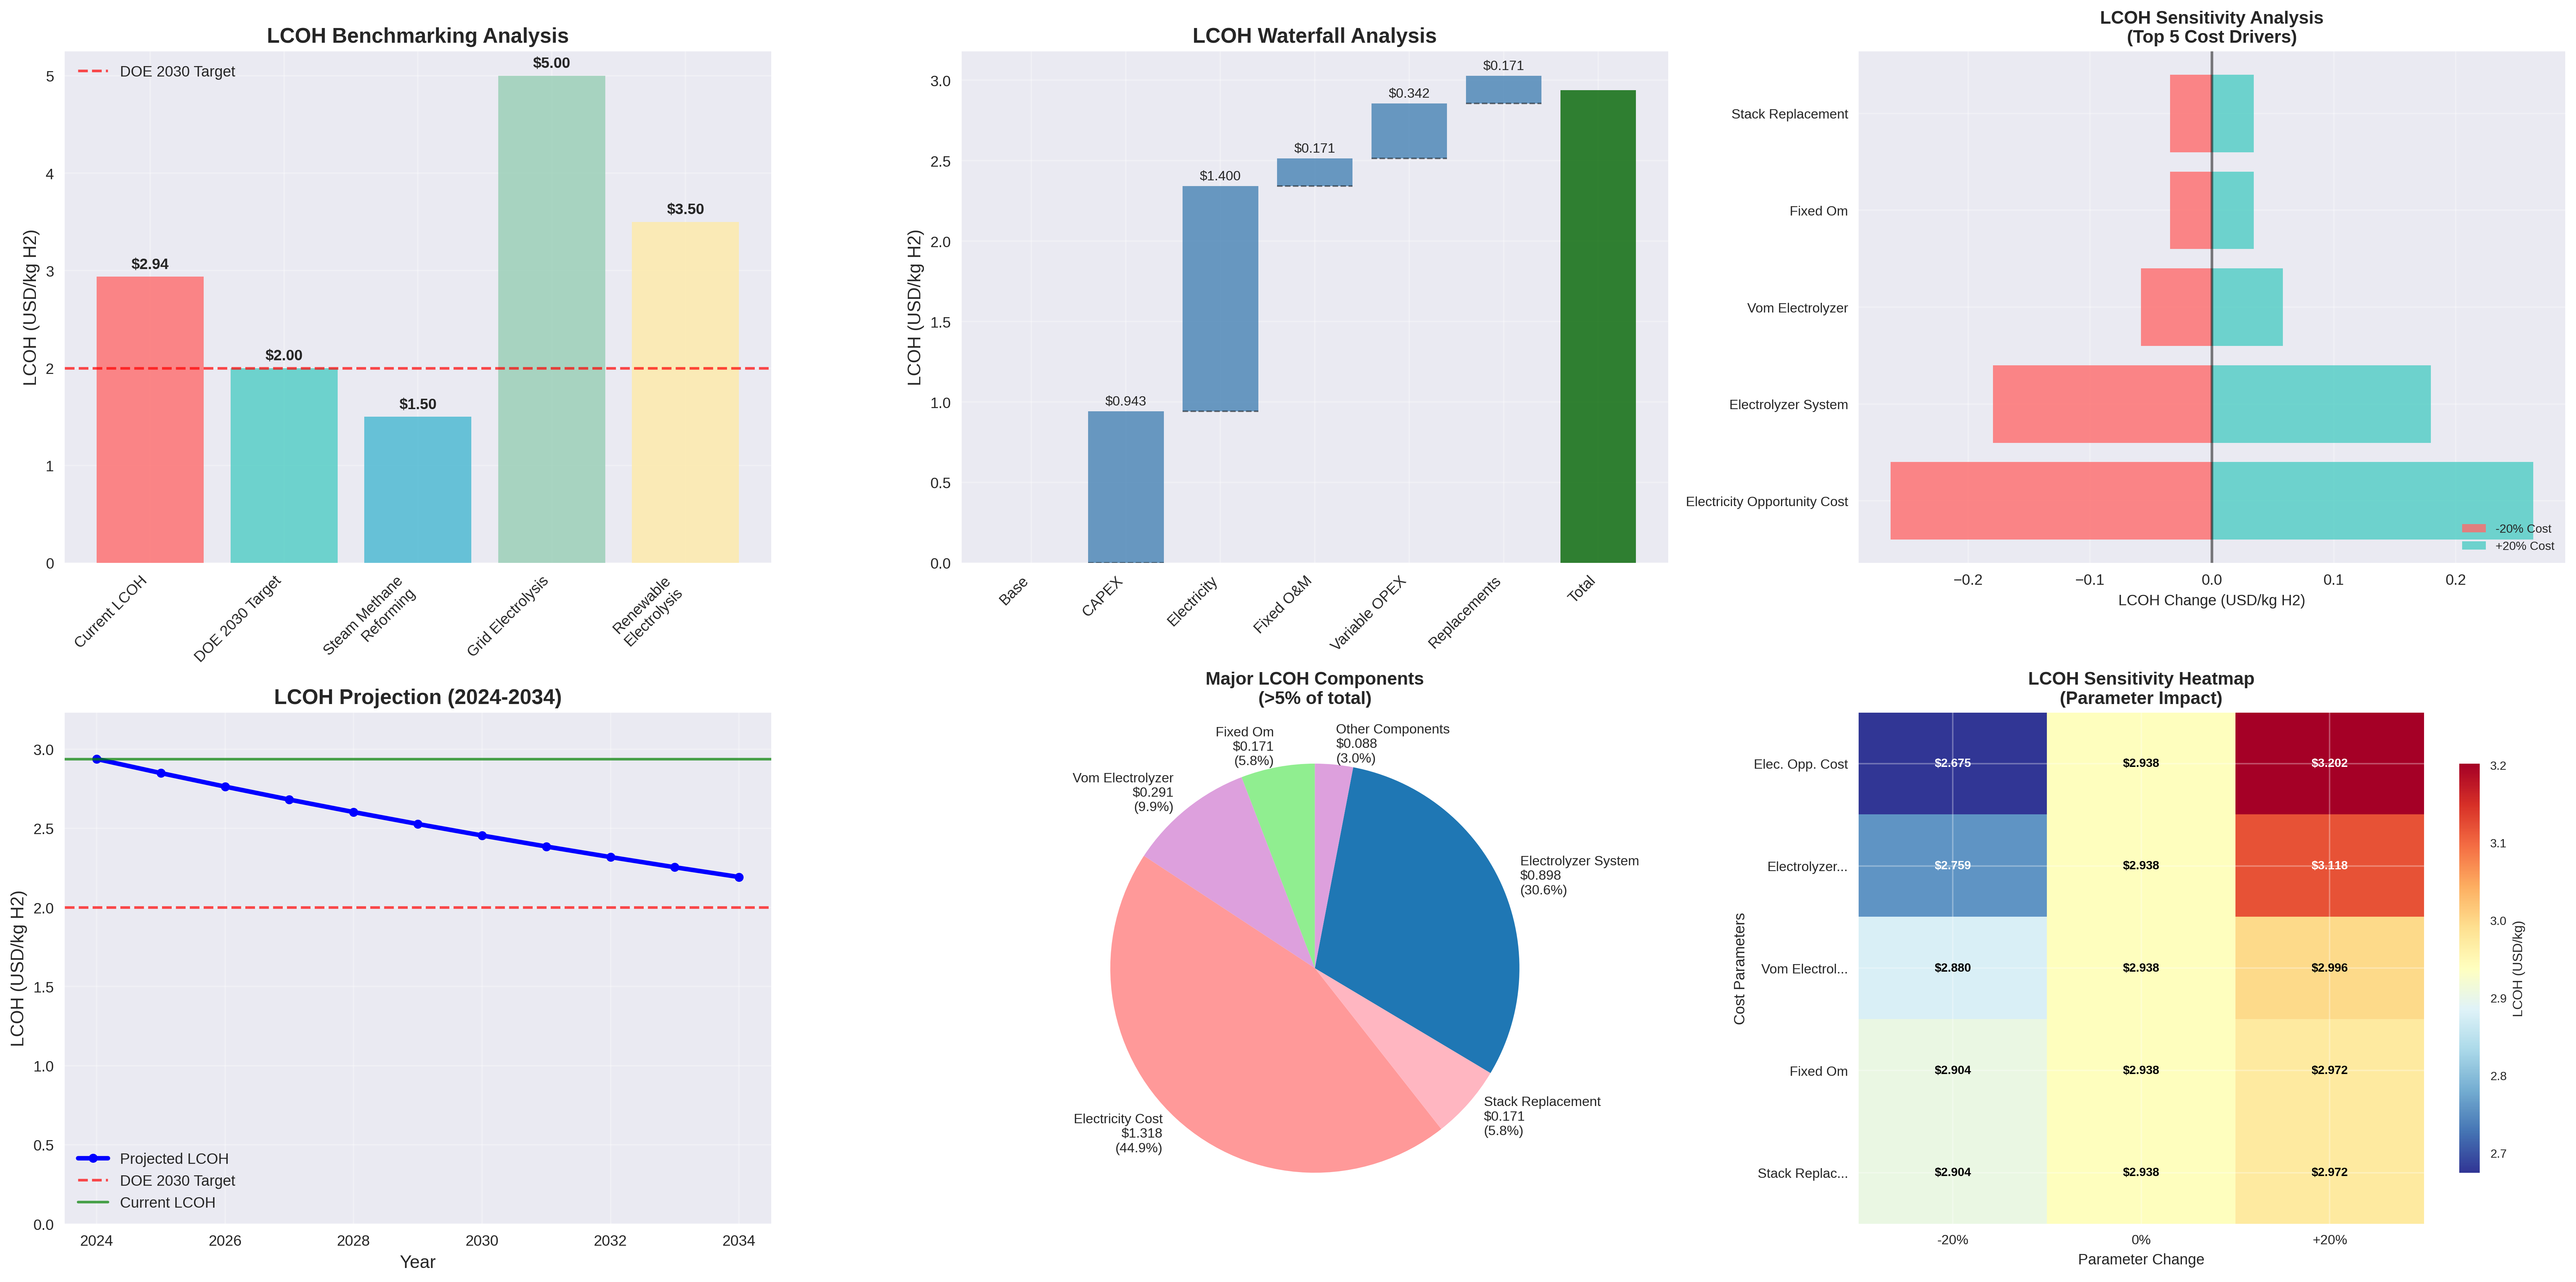 LCOH Benchmarking Analysis
DOE 2030 Target
LCOH (USD/kg H2)
5
4
3
2
1
0
$2.94
$2.00
$1.50
$5.00
$3.50
Current LCOH
DOE 2030 Target
Steam Methane
Reforming
Grid Electrolysis
Renewable
Electrolysis
LCOH Waterfall Analysis
LCOH (USD/kg H2)
3.0
2.5
2.0
1.5
1.0
0.5
0.0
$0.943
$1.400
$0.171
$0.342
$0.171
Base
CAPEX
Electricity
Fixed O&M
Variable OPEX
Replacements
Total
LCOH Sensitivity Analysis
(Top 5 Cost Drivers)
Stack Replacement
Fixed Om
Vom Electrolyzer
Electrolyzer System
Electricity Opportunity Cost
-20% Cost
+20% Cost
−0.2
−0.1
0.0
0.1
0.2
LCOH Change (USD/kg H2)
LCOH Projection (2024-2034)
LCOH (USD/kg H2)
3.0
2.5
2.0
1.5
1.0
0.5
0.0
Projected LCOH
DOE 2030 Target
Current LCOH
2024
2026
2028
2030
2032
2034
Year
Major LCOH Components
(>5% of total)
Fixed Om
$0.171
(5.8%)
Other Components
$0.088
(3.0%)
Vom Electrolyzer
$0.291
(9.9%)
Electrolyzer System
$0.898
(30.6%)
Electricity Cost
$1.318
(44.9%)
Stack Replacement
$0.171
(5.8%)
LCOH Sensitivity Heatmap
(Parameter Impact)
Cost Parameters
Elec. Opp. Cost
$2.675
$2.938
$3.202
Electrolyzer...
$2.759
$2.938
$3.118
Vom Electrol...
$2.880
$2.938
$2.996
Fixed Om
$2.904
$2.938
$2.972
Stack Replac...
$2.904
$2.938
$2.972
-20%
0%
+20%
Parameter Change
3.2
3.1
3.0
2.9
2.8
2.7
LCOH (USD/kg)